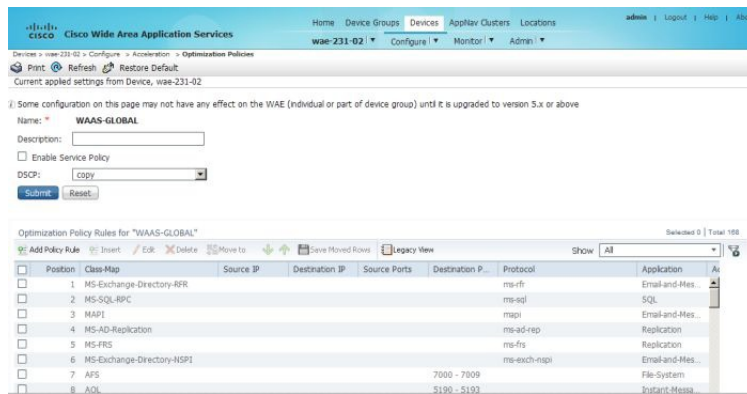 Home Device Groups Devices AppNav Clusters Locations
admin | Logout | Help | Abo
cisco Cisco Wide Area Application Services
wae-231-02 Configure Monitor Admin
Devices > wae-231-02 > Configure > Acceleration > Optimization Policies
Print Refresh Restore Default
Current applied settings from Device, wae-231-02
Some configuration on this page may not have any effect on the WAE (individual or part of device group) until it is upgraded to version 5.x or above
Name: * WAAS-GLOBAL
Description:
Enable Service Policy
DSCP: copy
Submit Reset
Optimization Policy Rules for "WAAS-GLOBAL" Selected 0 | Total 160
Add Policy Rule Insert Edit Delete Move to Save Moved Rows Legacy View Show All
Position Class-Map Source IP Destination IP Source Ports Destination P... Protocol Application Ac
1 MS-Exchange-Directory-RFR ms-rfr Email-and-Mes...
2 MS-SQL-RPC ms-sql SQL
3 MAPI mapi Email-and-Mes...
4 MS-AD-Replication ms-ad-rep Replication
5 MS-FRS ms-frs Replication
6 MS-Exchange-Directory-NSPI ms-exch-nspi Email-and-Mes...
7 AFS 7000 - 7009 File-System
8 AOL 5190 - 5193 Instant-Messa...